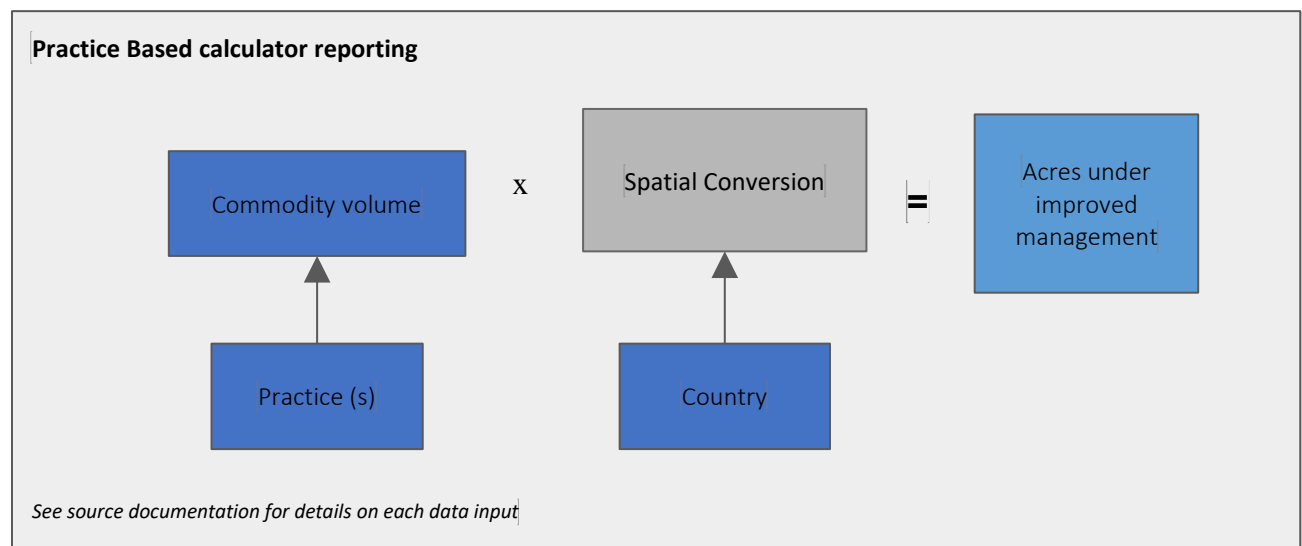 Practice Based calculator reporting
Commodity volume
x
Spatial Conversion
=
Acres under
improved
management
Practice (s)
Country
See source documentation for details on each data input